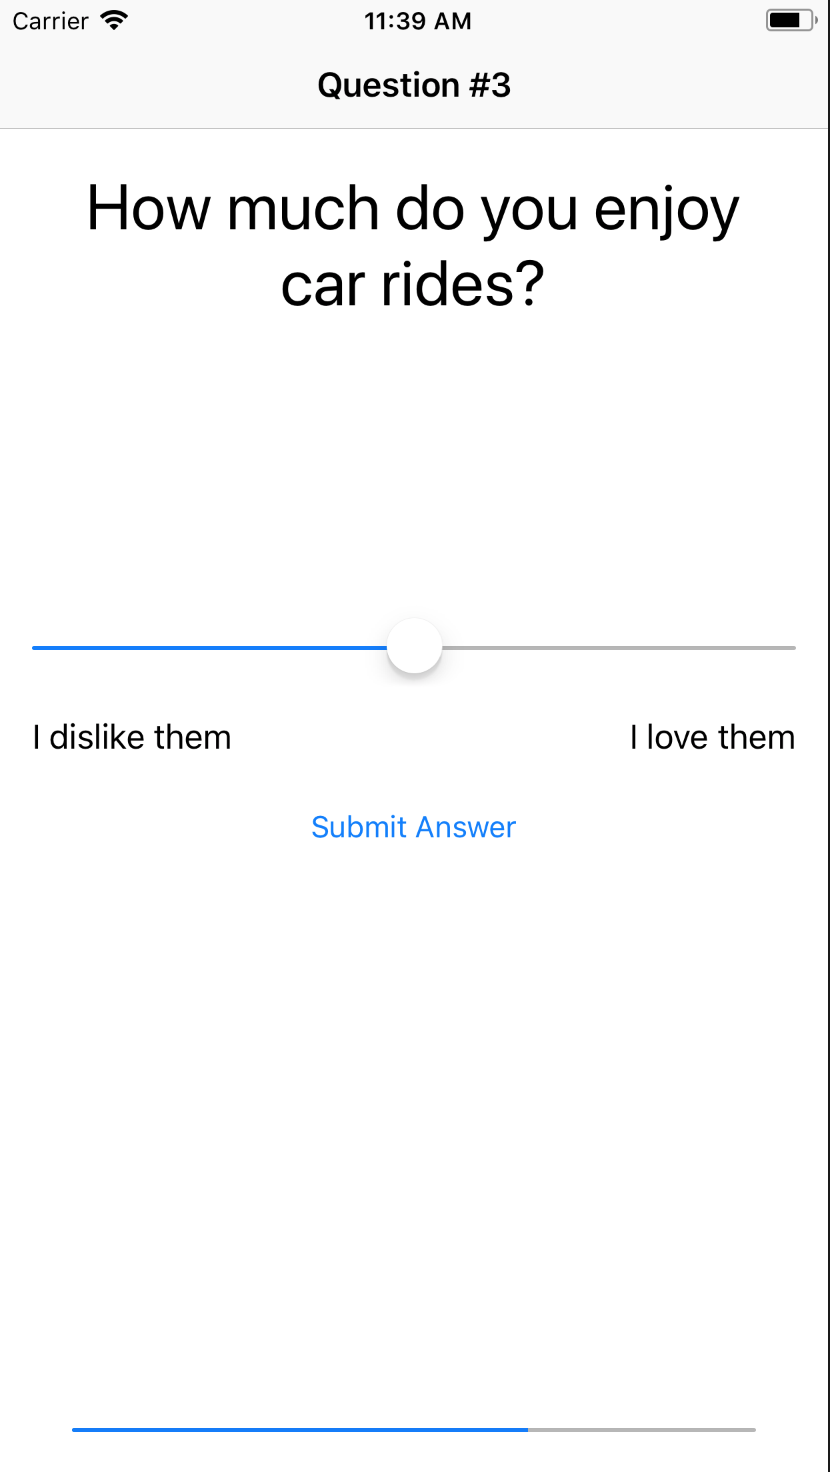 Carrier 11:39 AM
Question #3
How much do you enjoy
car rides?
I dislike them I love them
Submit Answer